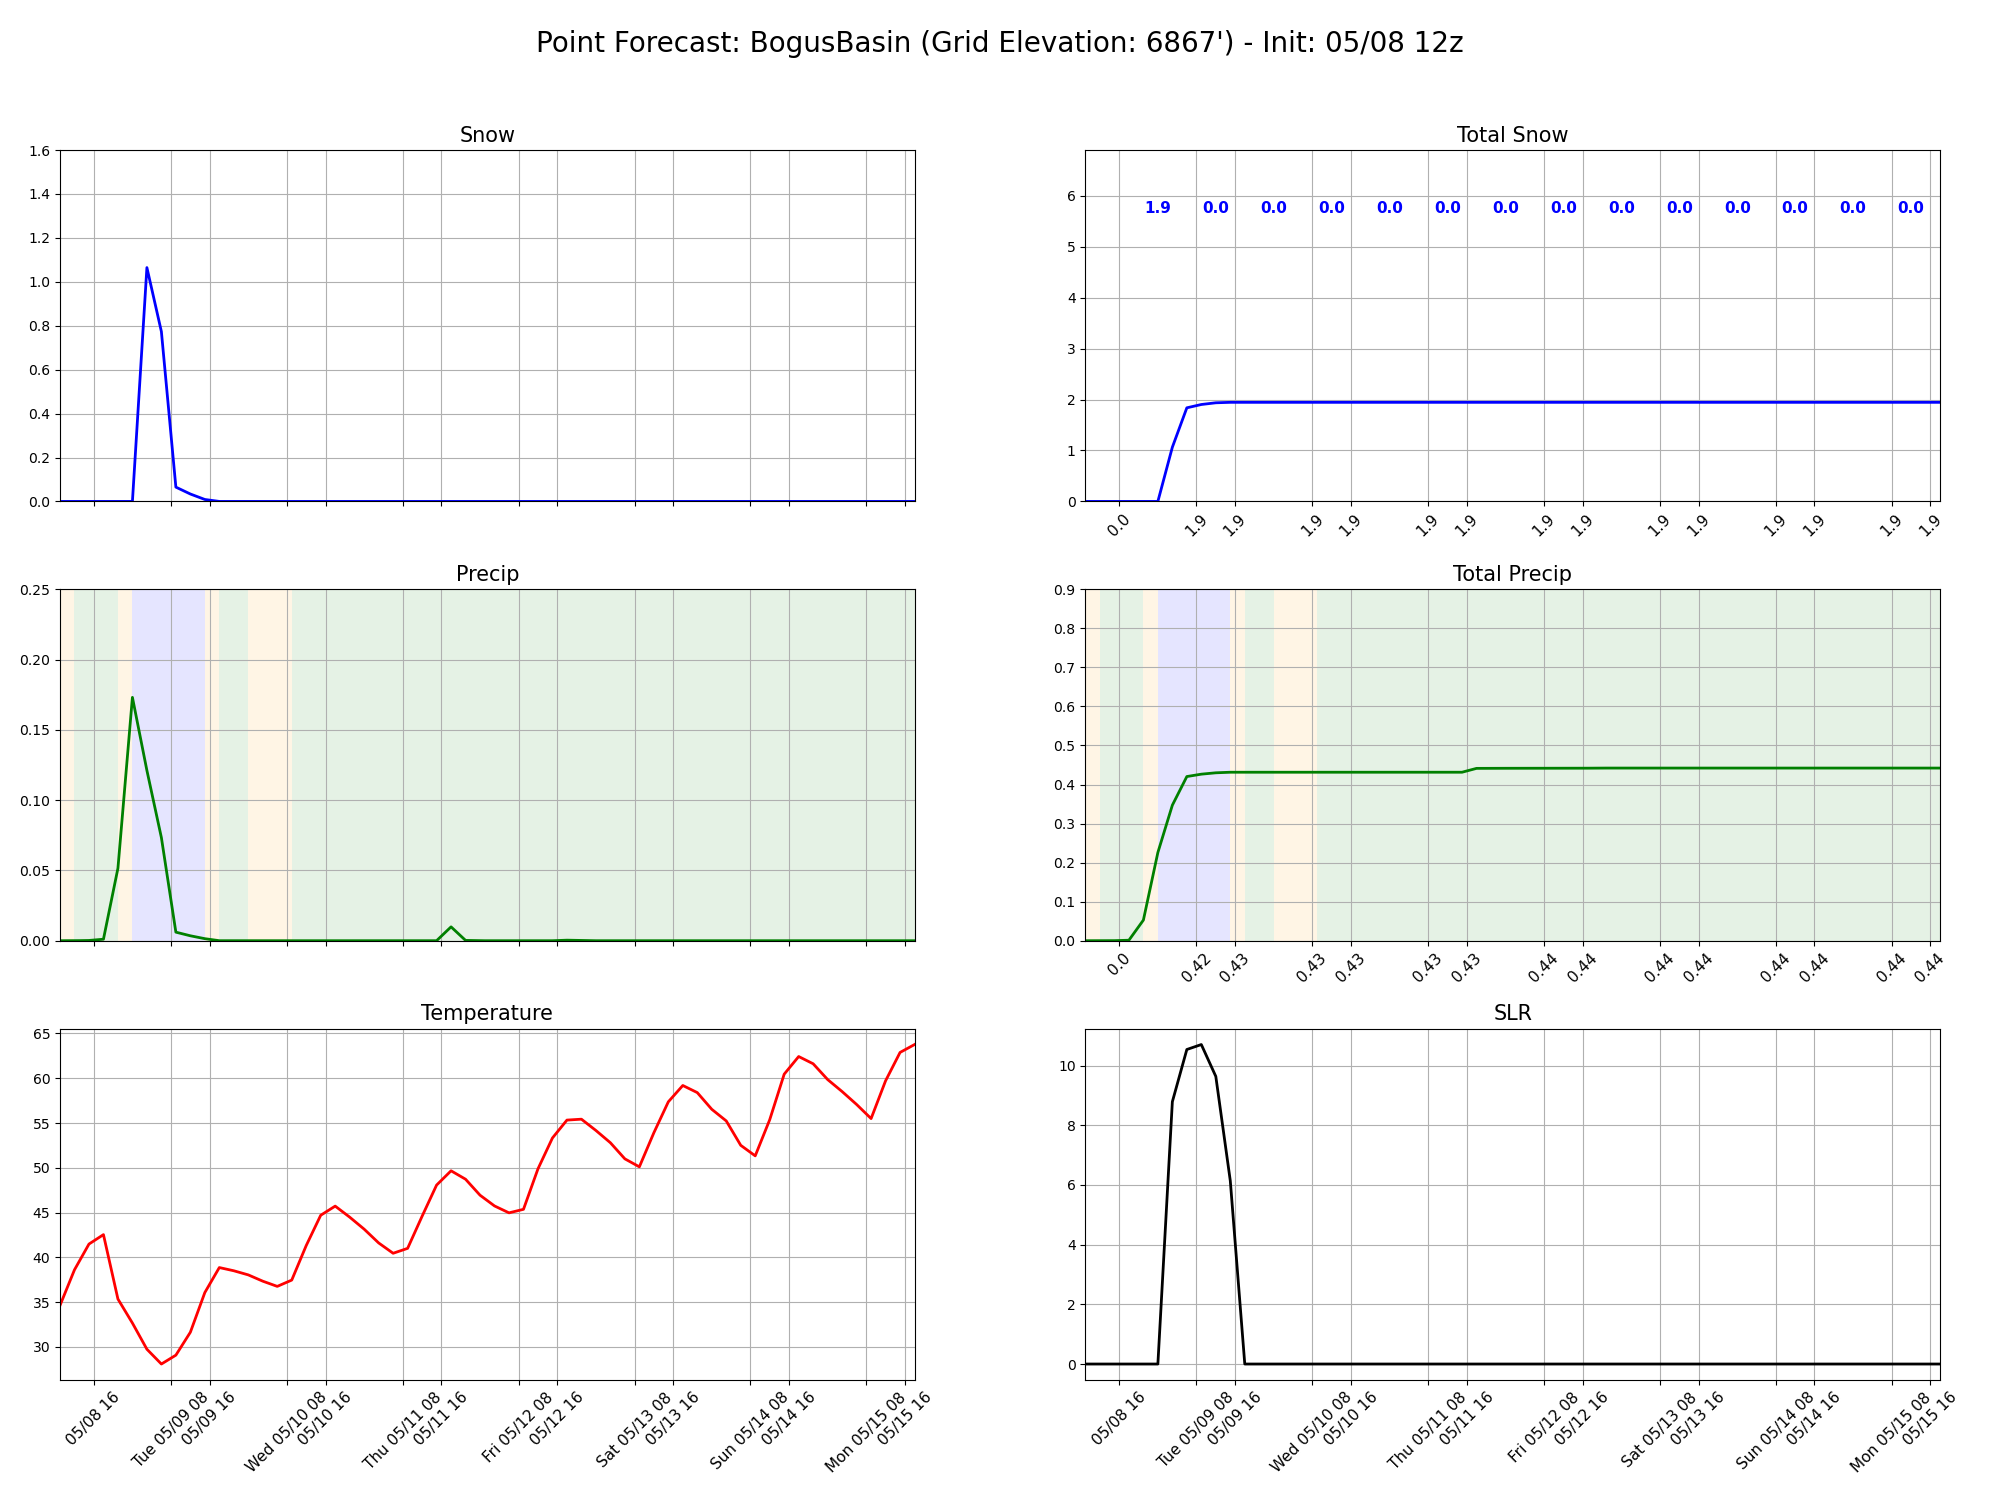 Point Forecast: BogusBasin (Grid Elevation: 6867') - Init: 05/08 12z
Snow
1.6
1.4
1.2
1.0
0.8
0.6
0.4
0.2
0.0
Total Snow
6
5
4
3
2
1
0
1.9 0.0 0.0 0.0 0.0 0.0 0.0 0.0 0.0 0.0 0.0 0.0 0.0 0.0
0.0 1.9 1.9 1.9 1.9 1.9 1.9 1.9 1.9 1.9 1.9 1.9 1.9 1.9 1.9
Precip
0.25
0.20
0.15
0.10
0.05
0.00
Total Precip
0.9
0.8
0.7
0.6
0.5
0.4
0.3
0.2
0.1
0.0
0.0 0.42 0.43 0.43 0.43 0.43 0.43 0.44 0.44 0.44 0.44 0.44 0.44 0.44 0.44
Temperature
65
60
55
50
45
40
35
30
05/08 16
Tue 05/09 08
05/09 16
Wed 05/10 08
05/10 16
Thu 05/11 08
05/11 16
Fri 05/12 08
05/12 16
Sat 05/13 08
05/13 16
Sun 05/14 08
05/14 16
Mon 05/15 08
05/15 16
SLR
10
8
6
4
2
0
05/08 16
Tue 05/09 08
05/09 16
Wed 05/10 08
05/10 16
Thu 05/11 08
05/11 16
Fri 05/12 08
05/12 16
Sat 05/13 08
05/13 16
Sun 05/14 08
05/14 16
Mon 05/15 08
05/15 16